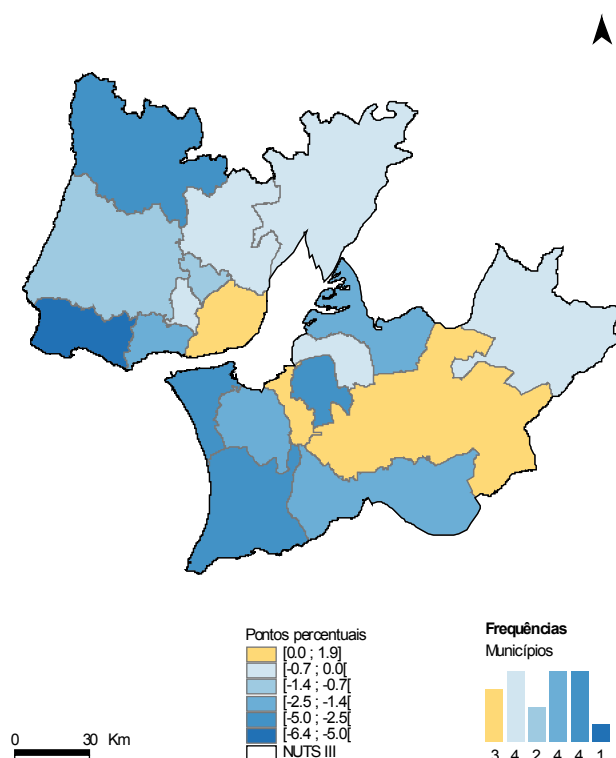 Pontos percentuais
[0.0 ; 1.9]
[-0.7 ; 0.0[
[-1.4 ; -0.7[
[-2.5 ; -1.4[
[-5.0 ; -2.5[
[-6.4 ; -5.0[
NUTS III
Frequências
Municípios
3 4 2 4 4 1
0 30 Km